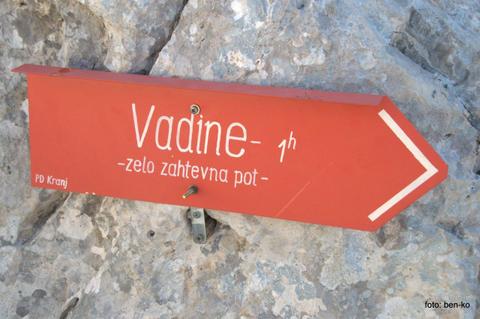 Vadine- 1h
-zelo zahtevna pot-
PD Kranj
foto: ben-ko